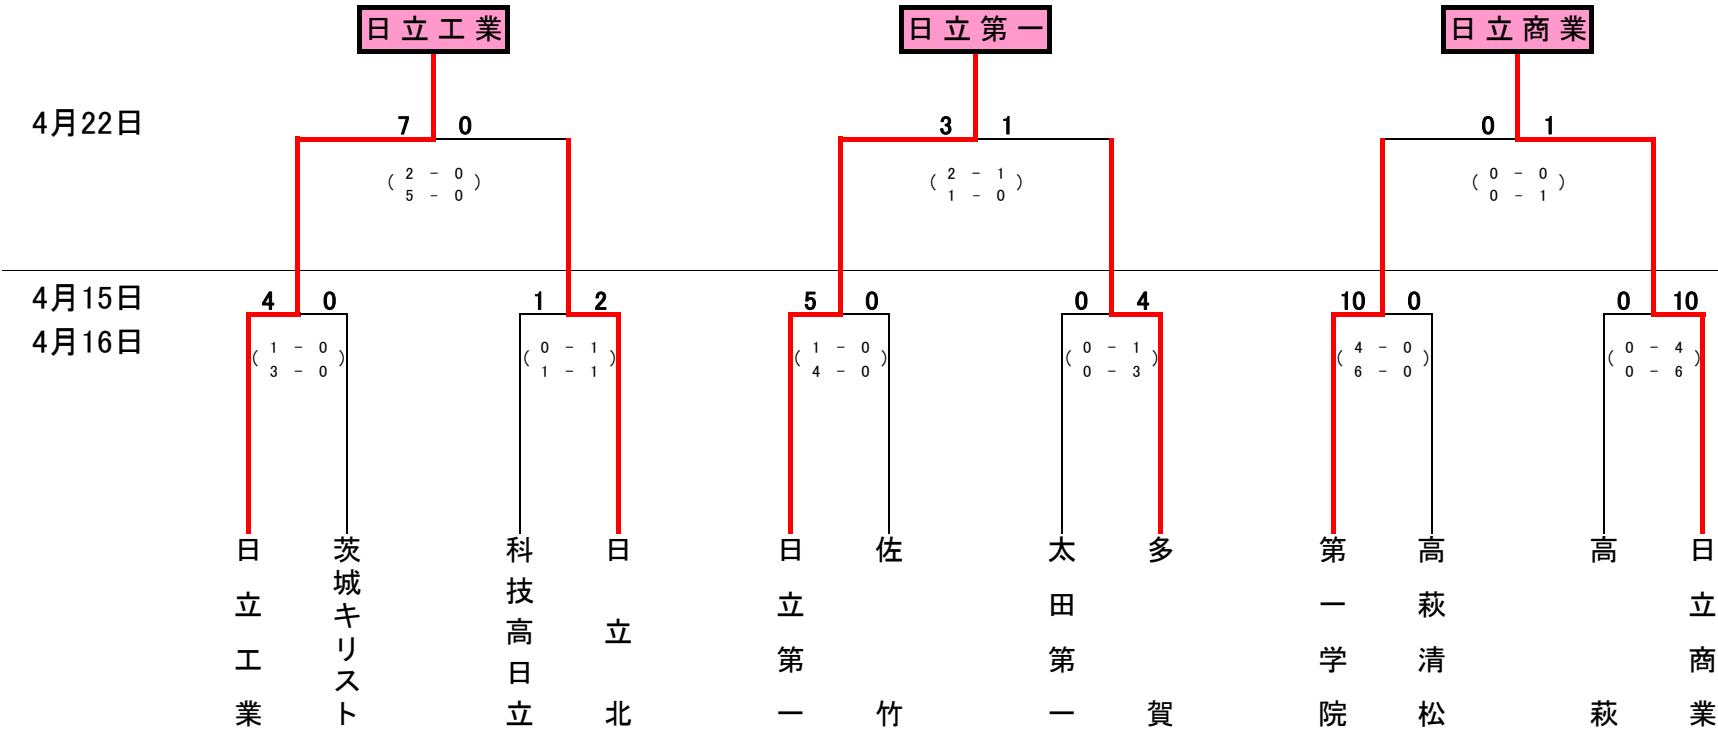 日立工業 日立第一 日立商業
4月22日 7 0 3 1 0 1
( 2 - 0 ) ( 2 - 1 ) ( 0 - 0 )
5 - 0 1 - 0 0 - 1
4月15日 4 0 1 2 5 0 0 4 10 0 0 10
4月16日
( 1 - 0 ) ( 0 - 1 ) ( 1 - 0 ) ( 0 - 1 ) ( 4 - 0 ) ( 0 - 4 )
3 - 0 1 - 1 4 - 0 0 - 3 6 - 0 0 - 6
日立工業
茨城キリスト
科技高日立
日立北
日立第一
佐竹
太田第一
多賀
第一学院
高萩清松
高萩
日立商業